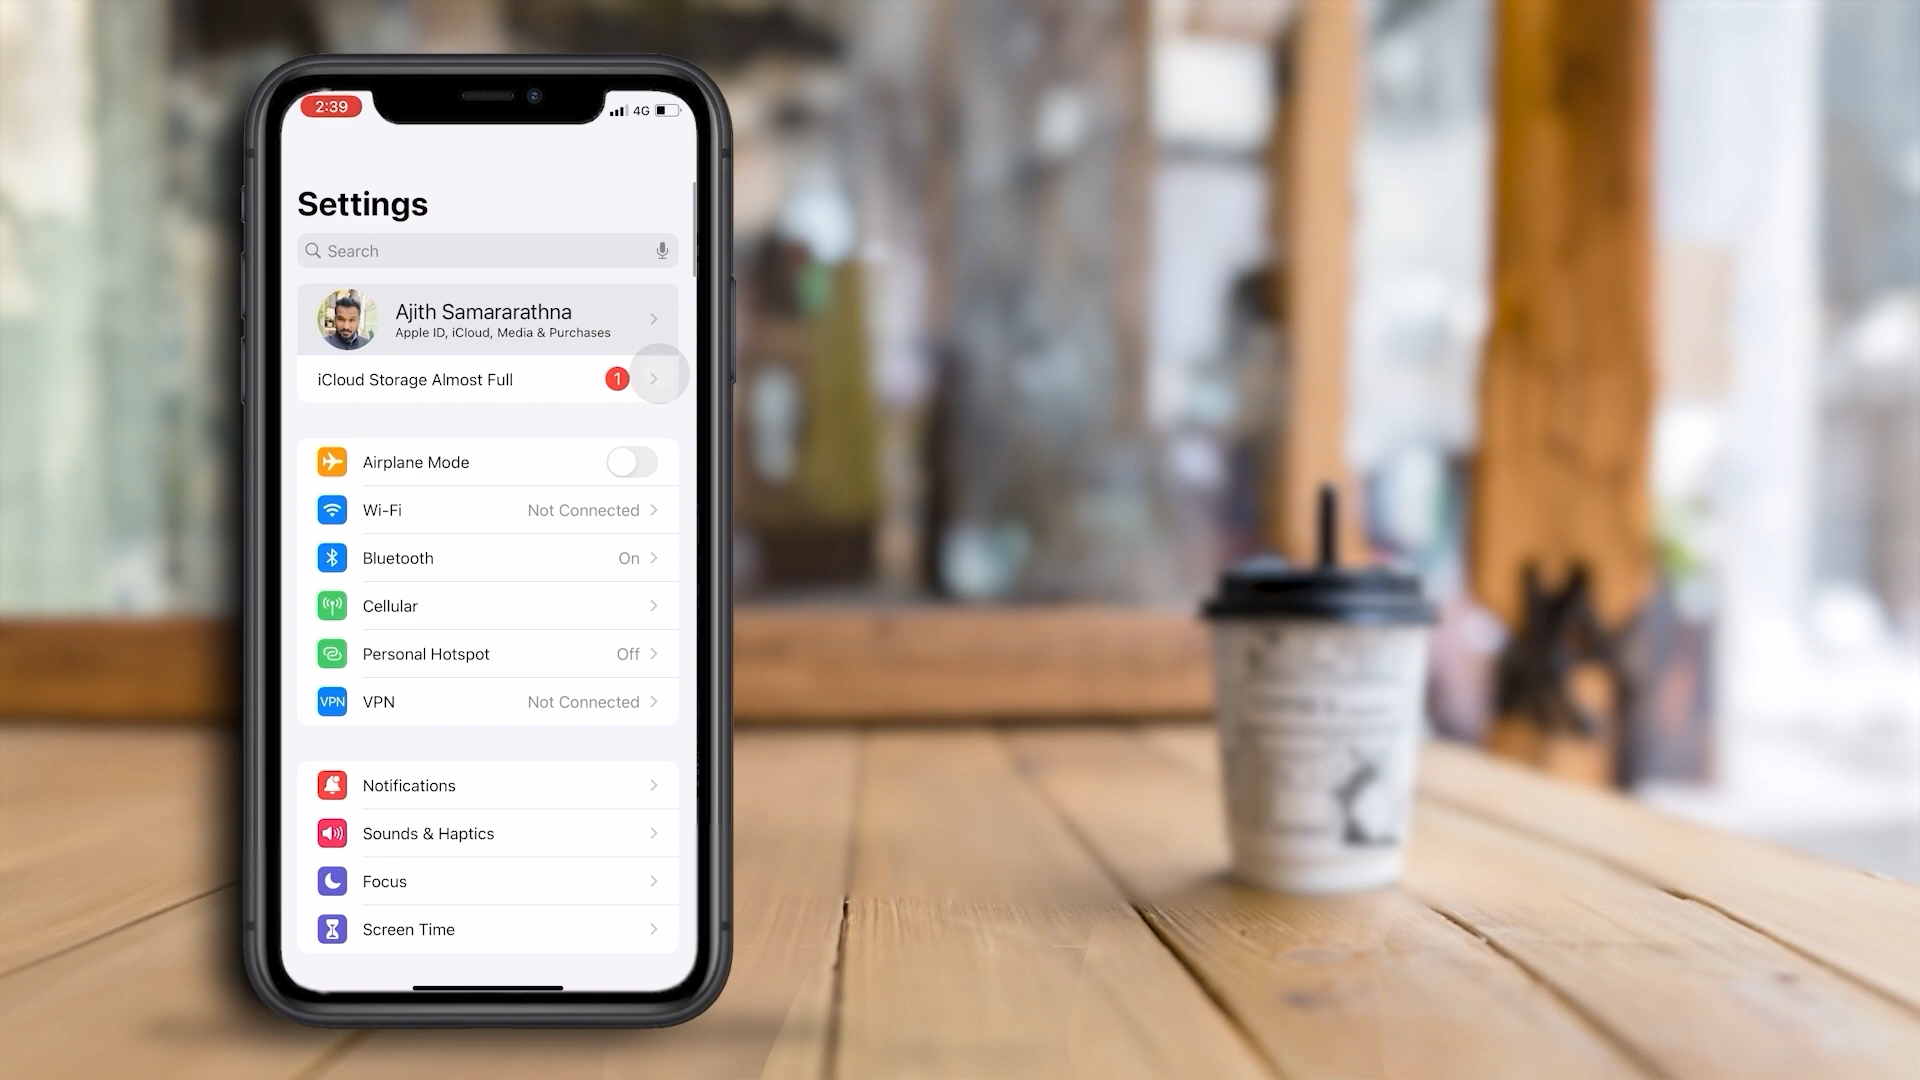 2:39
4G
Settings
Search
Ajith Samararathna
Apple ID, iCloud, Media & Purchases
iCloud Storage Almost Full
1
Airplane Mode
Wi-Fi
Not Connected
Bluetooth
On
Cellular
Personal Hotspot
Off
VPN
VPN
Not Connected
Notifications
Sounds & Haptics
Focus
Screen Time